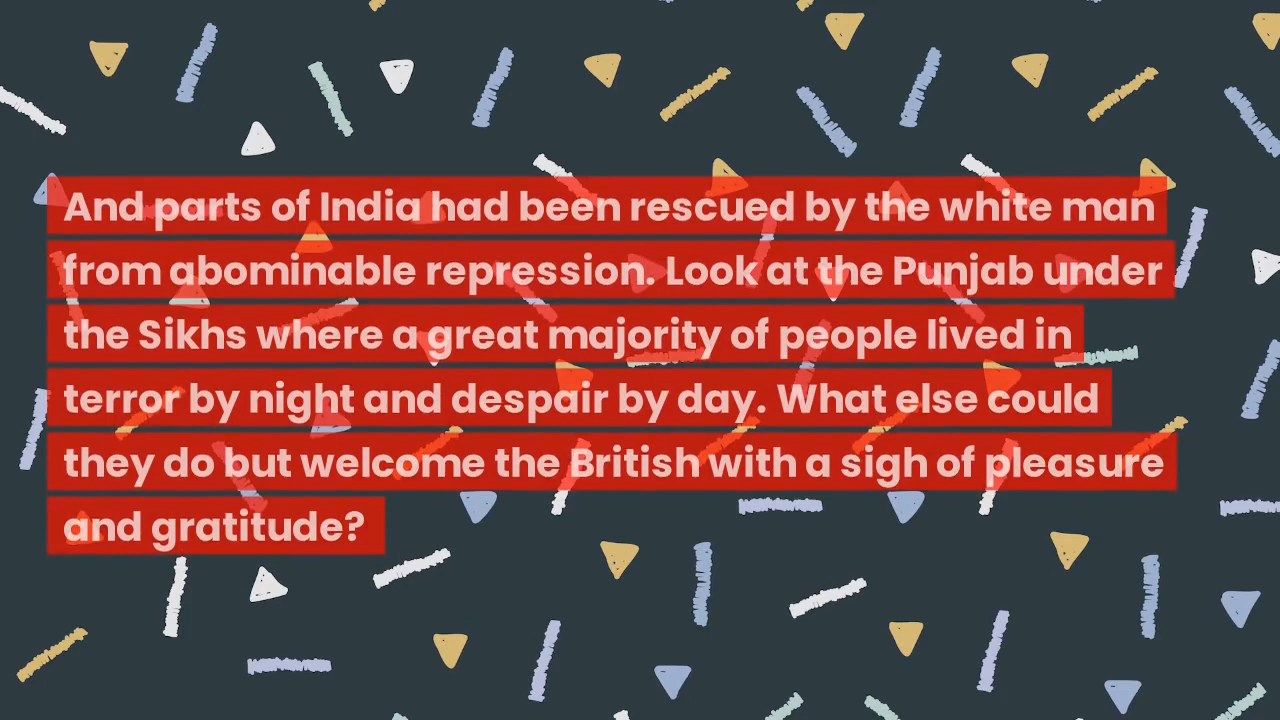 And parts of India had been rescued by the white man
from abominable repression. Look at the Punjab under
the Sikhs where a great majority of people lived in
terror by night and despair by day. What else could
they do but welcome the British with a sigh of pleasure
and gratitude?